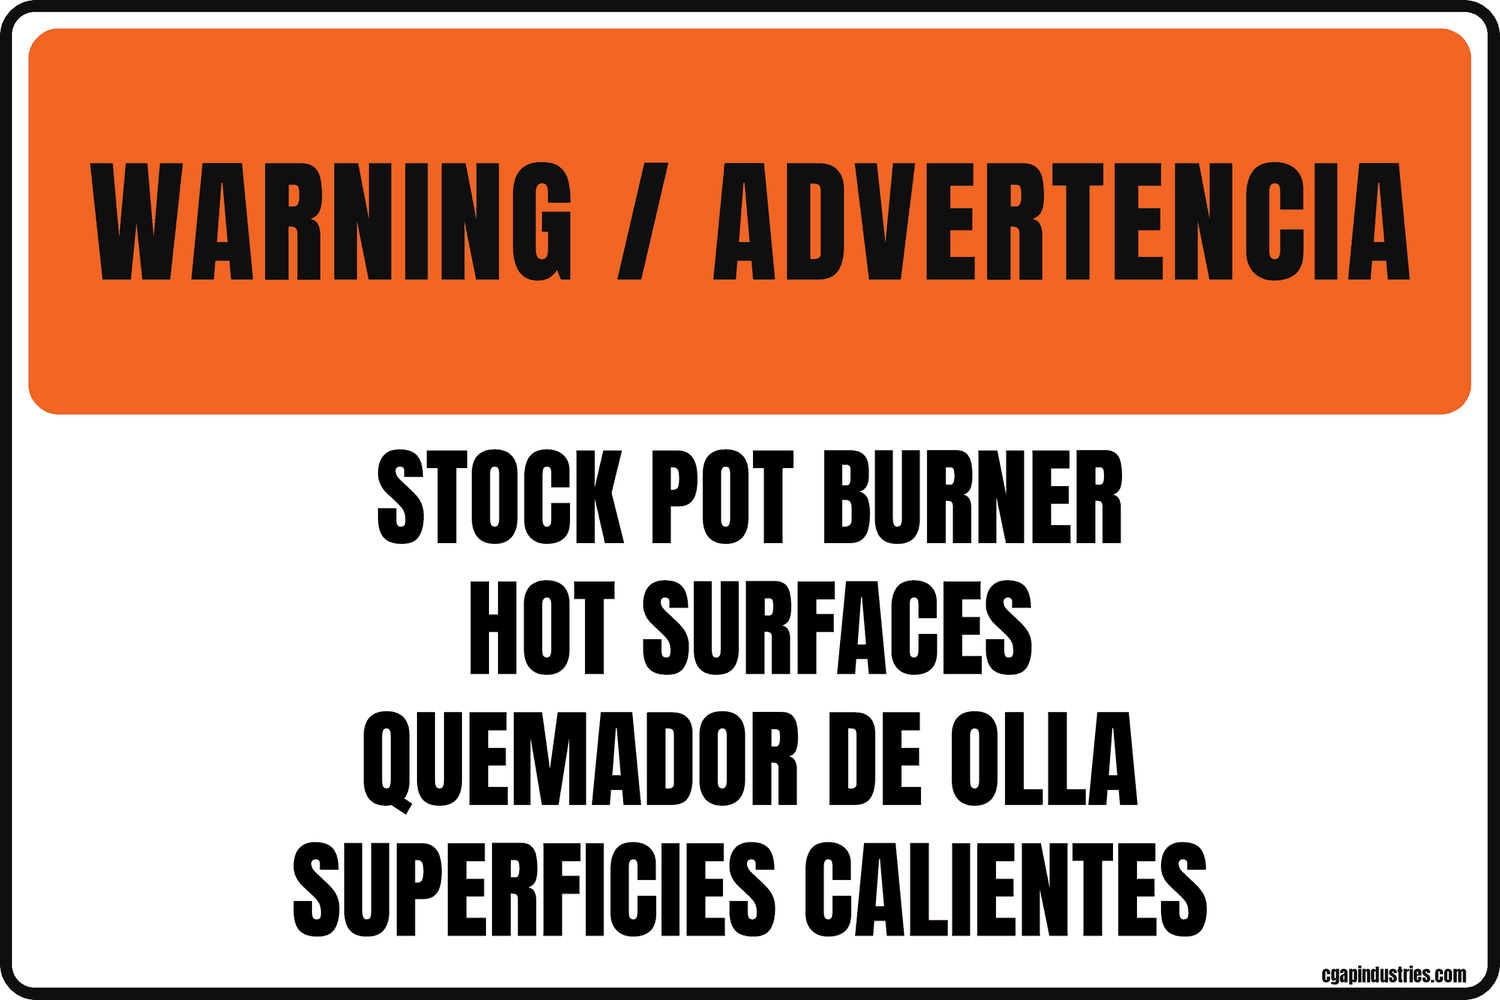 WARNING / ADVERTENCIA
STOCK POT BURNER
HOT SURFACES
QUEMADOR DE OLLA
SUPERFICIES CALIENTES
cgapindustries.com